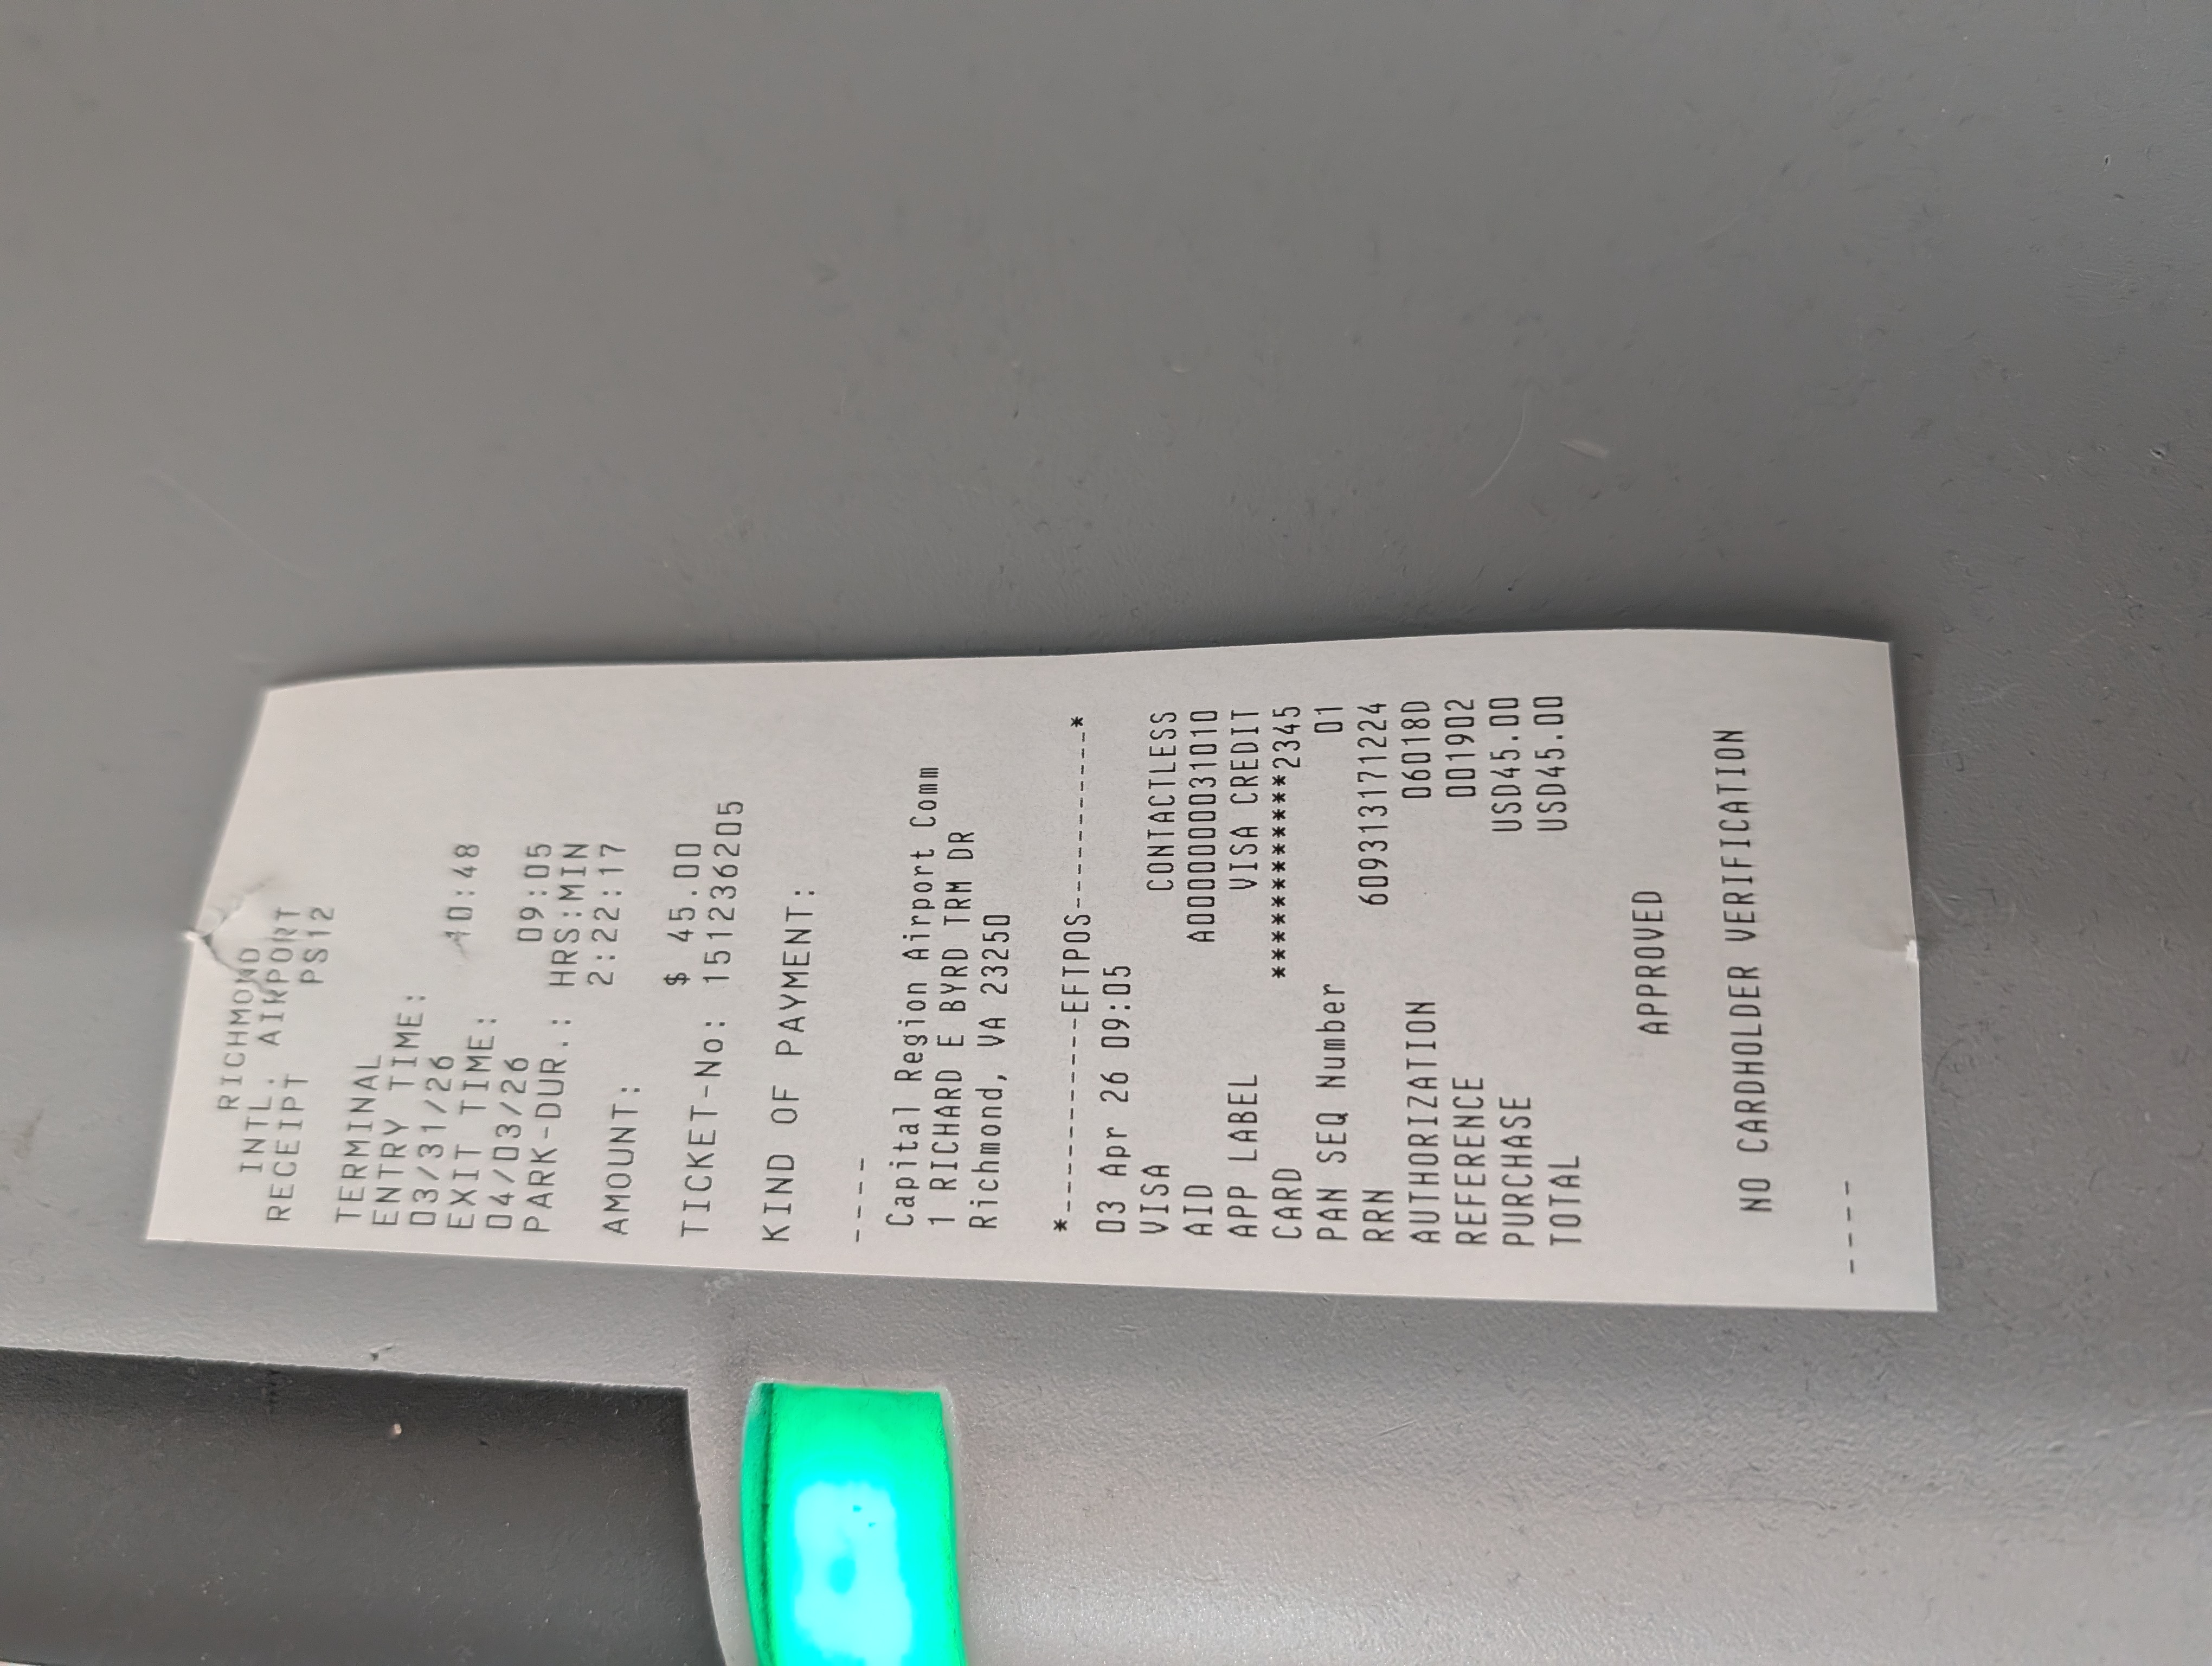 RICHMOND
INTL. AIRPORT
RECEIPT PS12
TERMINAL
ENTRY TIME:
03/31/26 10:48
EXIT TIME:
04/03/26 09:05
PARK-DUR.: HRS:MIN
2:22:17
AMOUNT:
$ 45.00
TICKET-No: 151236205
KIND OF PAYMENT:
----
Capital Region Airport Comm
1 RICHARD E BYRD TRM DR
Richmond, VA 23250
*------------EFTPOS------------*
03 Apr 26 09:05
VISA CONTACTLESS
AID A0000000031010
APP LABEL VISA CREDIT
CARD ************2345
PAN SEQ Number 01
RRN 609313171224
AUTHORIZATION 06018D
REFERENCE 001902
PURCHASE USD45.00
TOTAL USD45.00
APPROVED
NO CARDHOLDER VERIFICATION
----